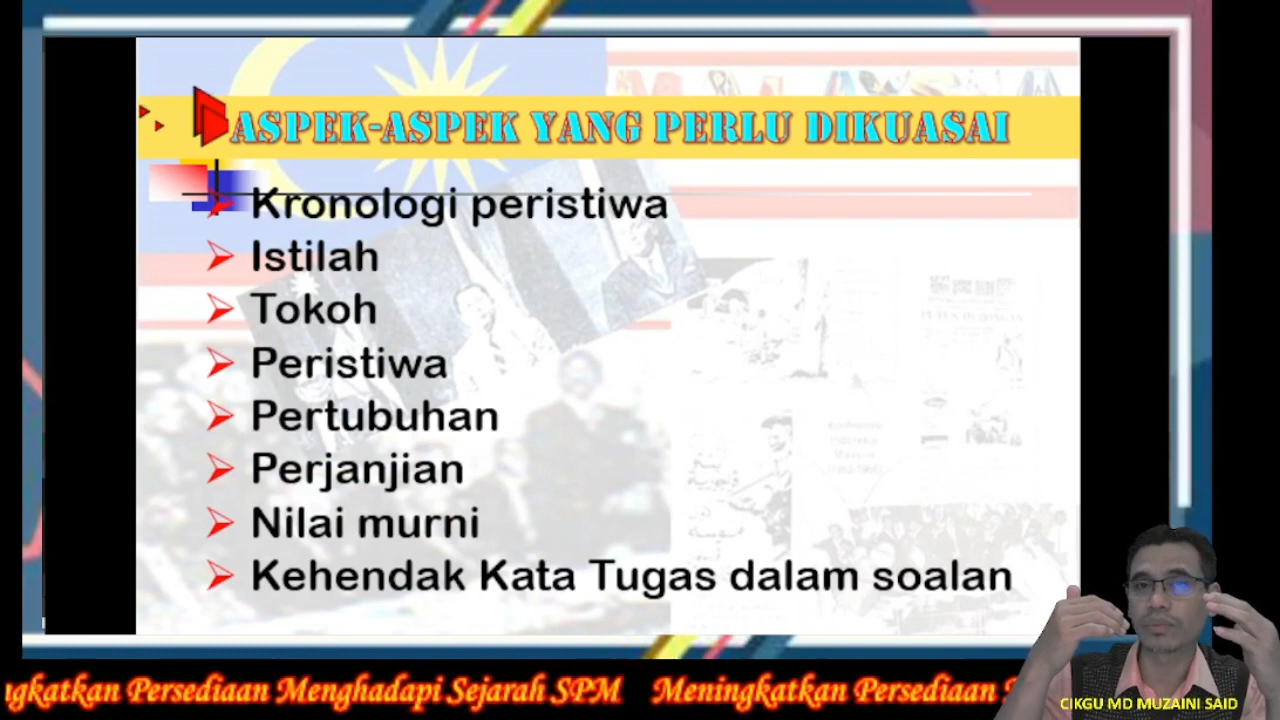 ASPEK-ASPEK YANG PERLU DIKUASAI
Kronologi peristiwa
Istilah
Tokoh
Peristiwa
Pertubuhan
Perjanjian
Nilai murni
Kehendak Kata Tugas dalam soalan
Persediaan Menghadapi Sejarah SPM Meningkatkan Persediaan
CIKGU MD MUZAINI SAID